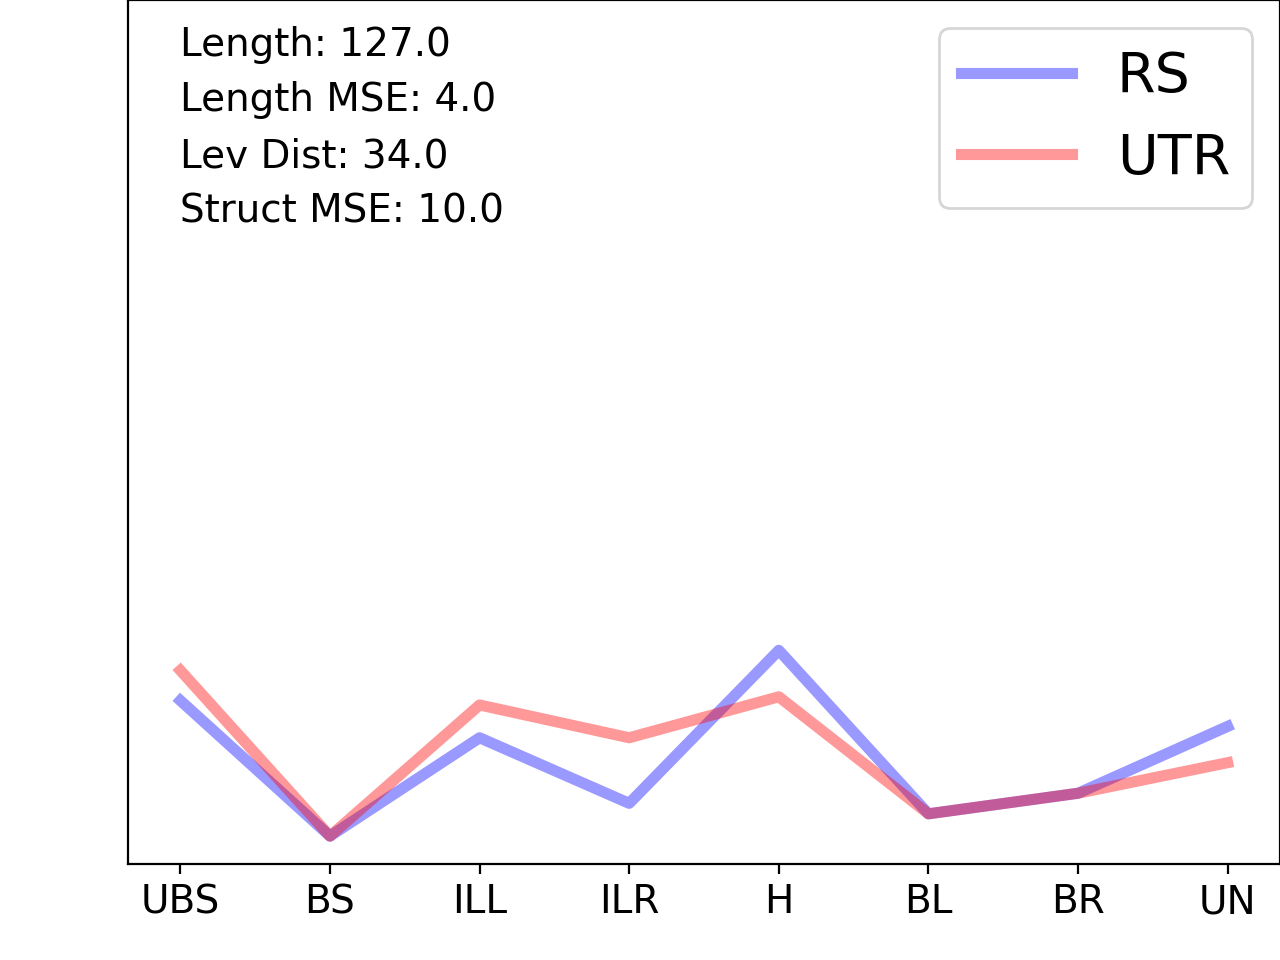 Length: 127.0
Length MSE: 4.0
Lev Dist: 34.0
Struct MSE: 10.0
RS
UTR
UBS BS ILL ILR H BL BR UN